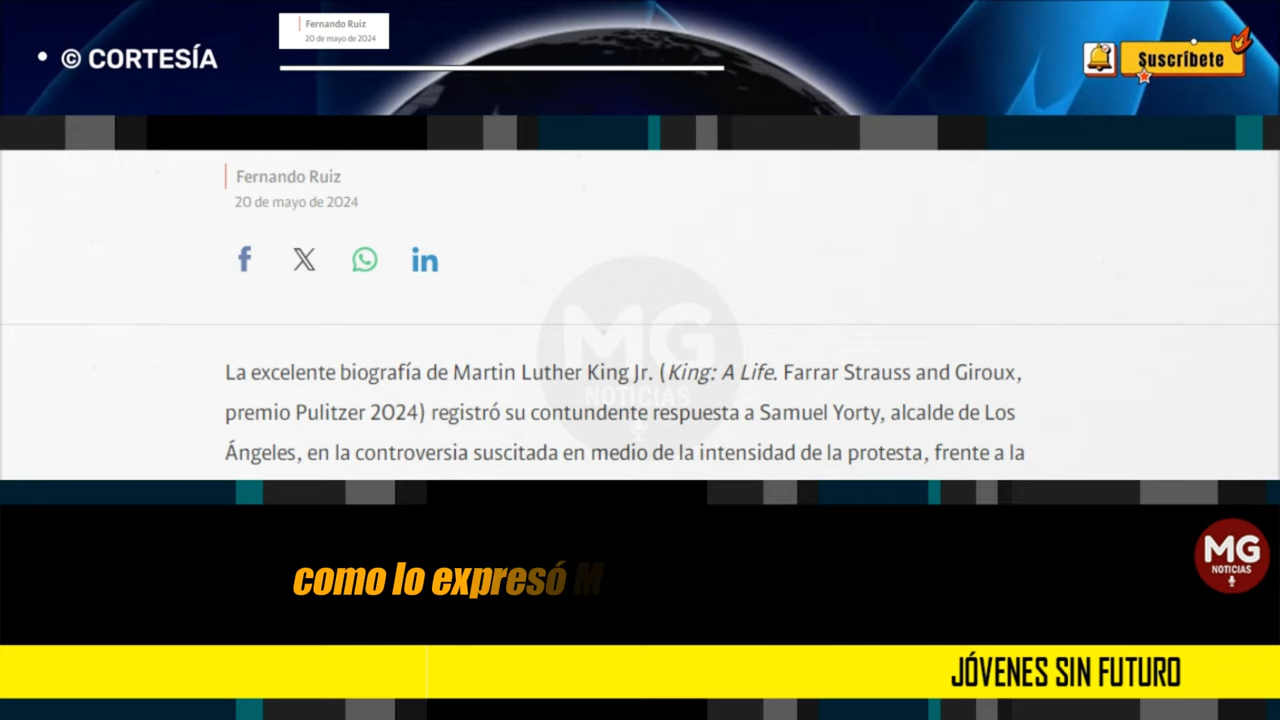 Fernando Ruiz
20 de mayo de 2024
• © CORTESÍA
Suscríbete
Fernando Ruiz
20 de mayo de 2024
La excelente biografía de Martin Luther King Jr. (King: A Life. Farrar Strauss and Giroux,
premio Pulitzer 2024) registró su contundente respuesta a Samuel Yorty, alcalde de Los
Ángeles, en la controversia suscitada en medio de la intensidad de la protesta, frente a la
MG
NOTICIAS
como lo expresó M
MG
NOTICIAS
JÓVENES SIN FUTURO